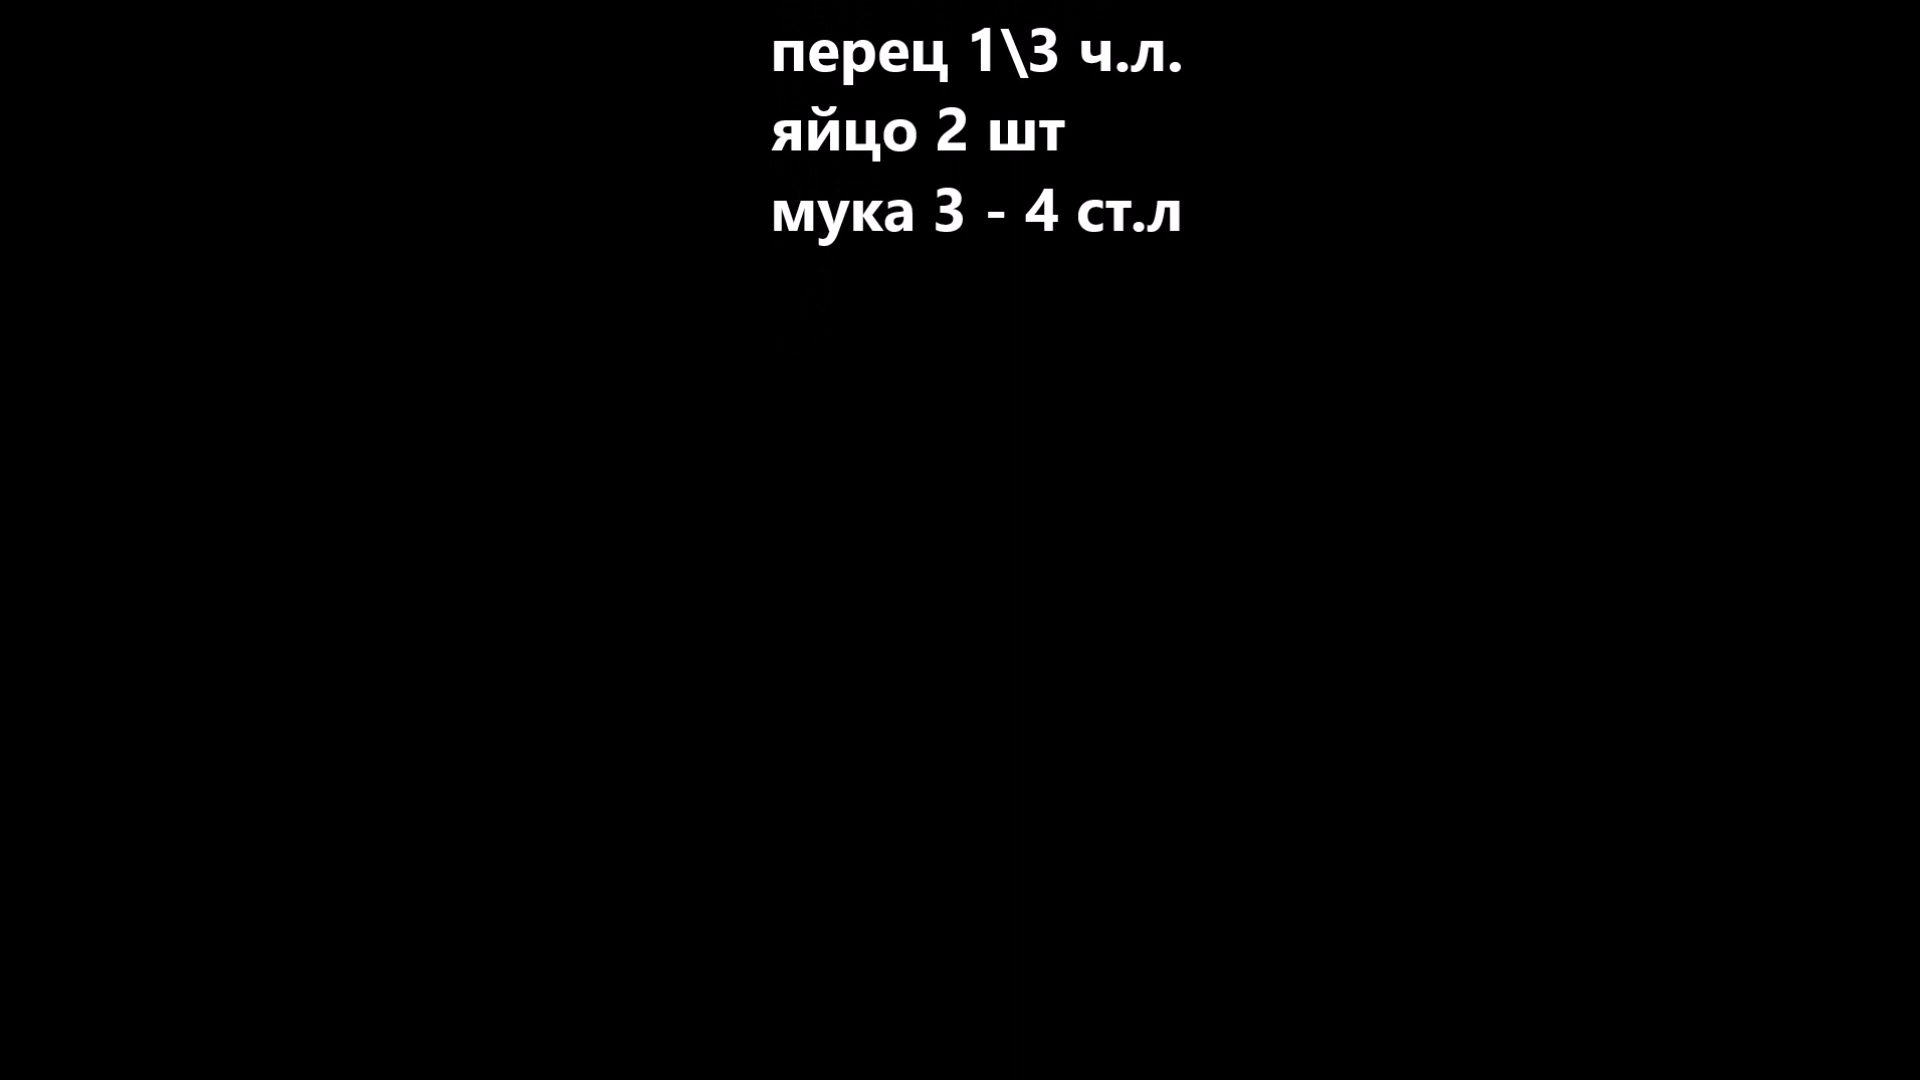 перец 1\3 ч.л.
яйцо 2 шт
мука 3 - 4 ст.л